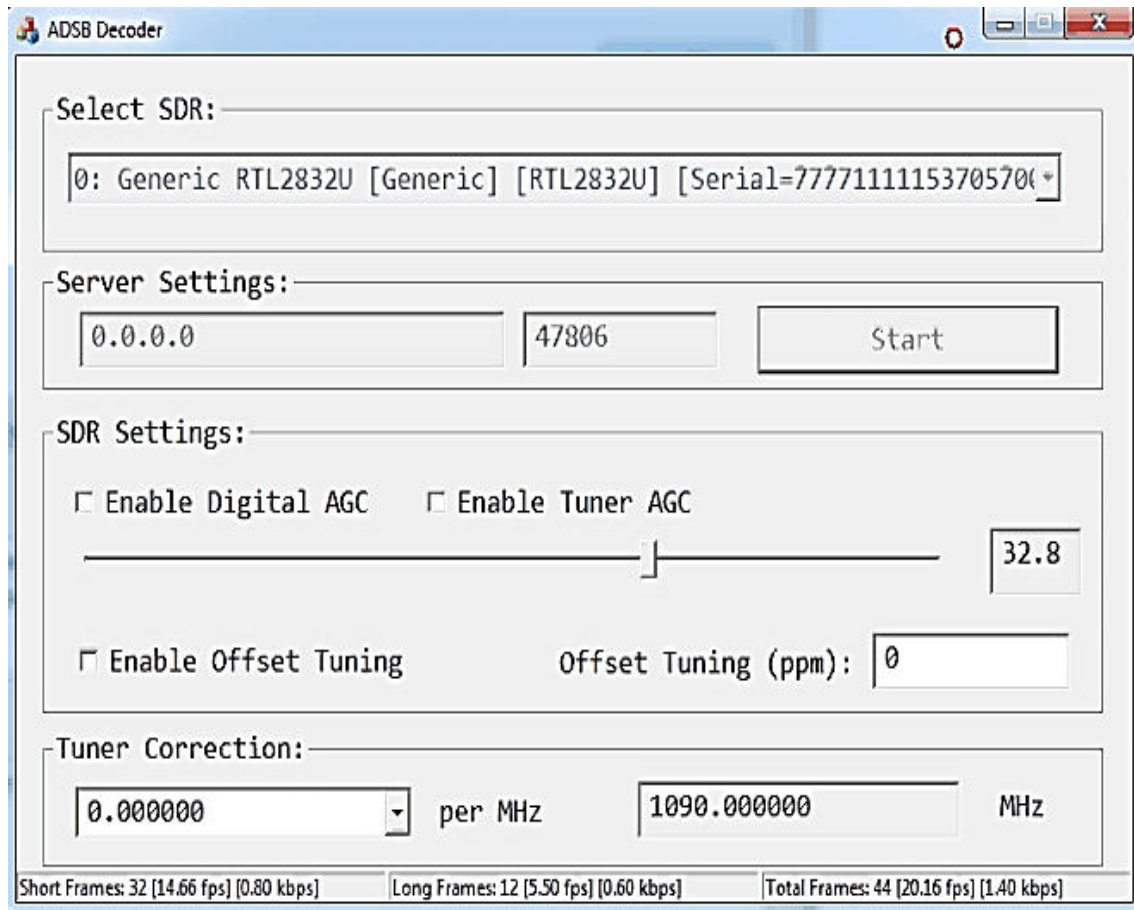 ADSB Decoder
Select SDR:
0: Generic RTL2832U [Generic] [RTL2832U] [Serial=777711111537057
Server Settings:
0.0.0.0 47806 Start
SDR Settings:
Enable Digital AGC Enable Tuner AGC
32.8
Enable Offset Tuning Offset Tuning (ppm): 0
Tuner Correction:
0.000000 per MHz 1090.000000 MHz
Short Frames: 32 [14.66 fps] [0.80 kbps] Long Frames: 12 [5.50 fps] [0.60 kbps] Total Frames: 44 [20.16 fps] [1.40 kbps]